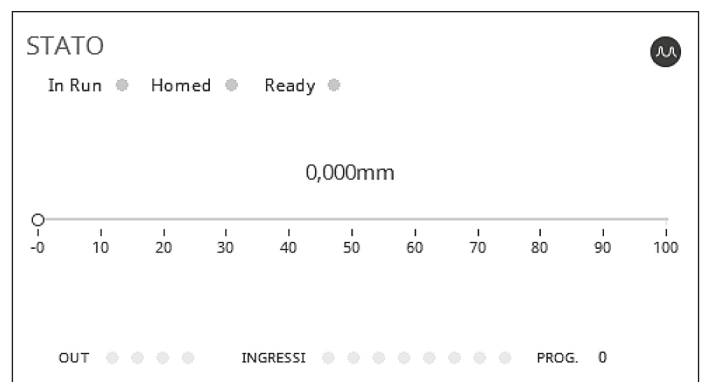 STATO
In Run Homed Ready
0,000mm
-0 10 20 30 40 50 60 70 80 90 100
OUT INGRESSI PROG. 0